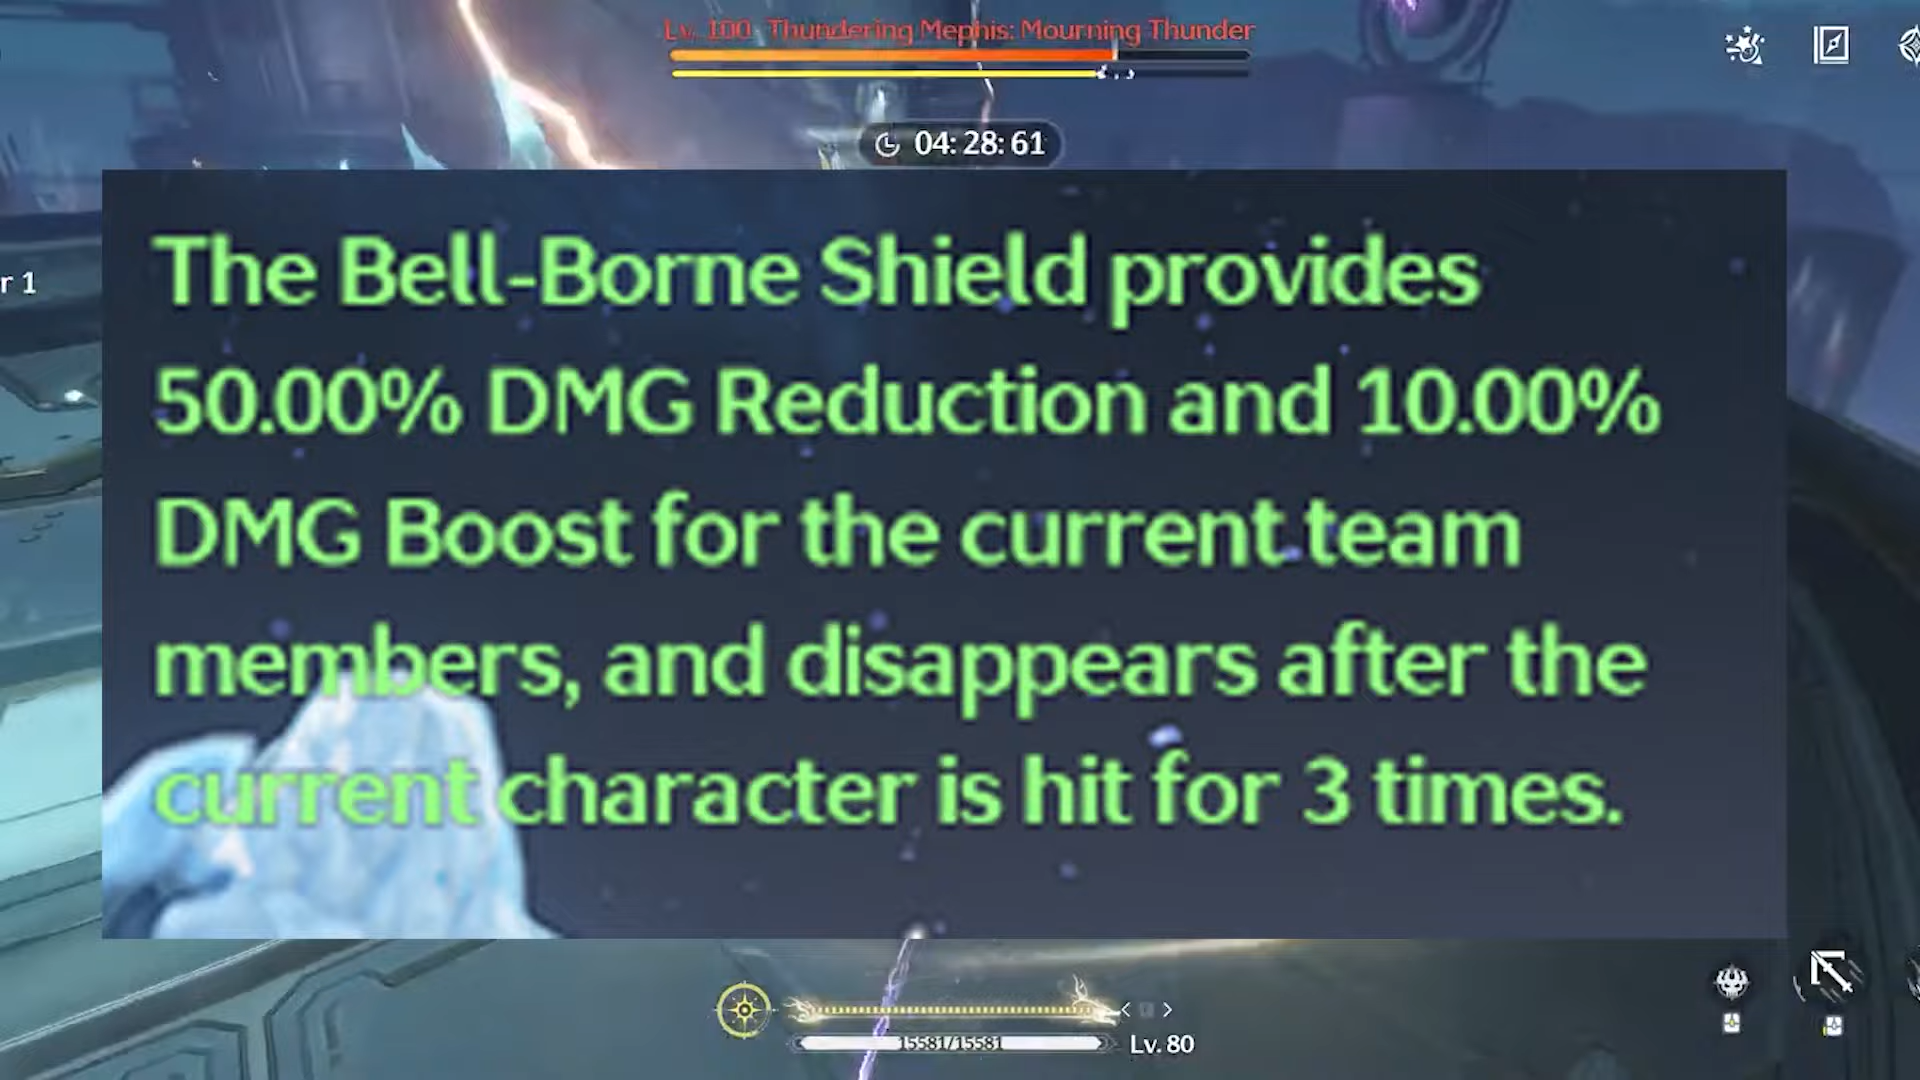 Lv. 100 Thundering Mephis: Mourning Thunder
04: 28: 61
r 1
The Bell-Borne Shield provides
50.00% DMG Reduction and 10.00%
DMG Boost for the current team
members, and disappears after the
current character is hit for 3 times.
15581/15581
Lv. 80